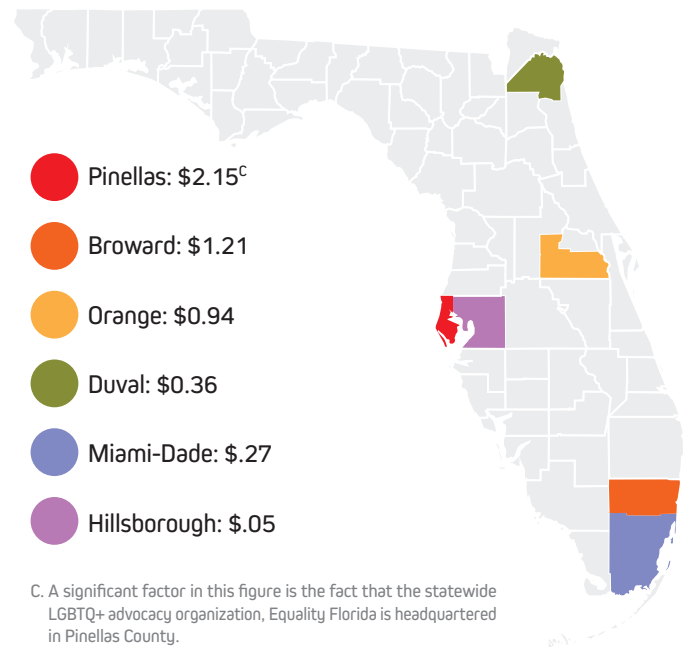 Pinellas: $2.15C
Broward: $1.21
Orange: $0.94
Duval: $0.36
Miami-Dade: $.27
Hillsborough: $.05
C. A significant factor in this figure is the fact that the statewide
LGBTQ+ advocacy organization, Equality Florida is headquartered
in Pinellas County.